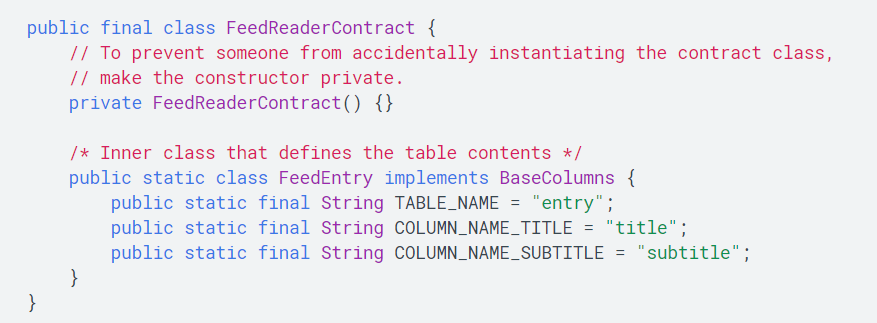 public final class FeedReaderContract {
    // To prevent someone from accidentally instantiating the contract class,
    // make the constructor private.
    private FeedReaderContract() {}

    /* Inner class that defines the table contents */
    public static class FeedEntry implements BaseColumns {
        public static final String TABLE_NAME = "entry";
        public static final String COLUMN_NAME_TITLE = "title";
        public static final String COLUMN_NAME_SUBTITLE = "subtitle";
    }
}